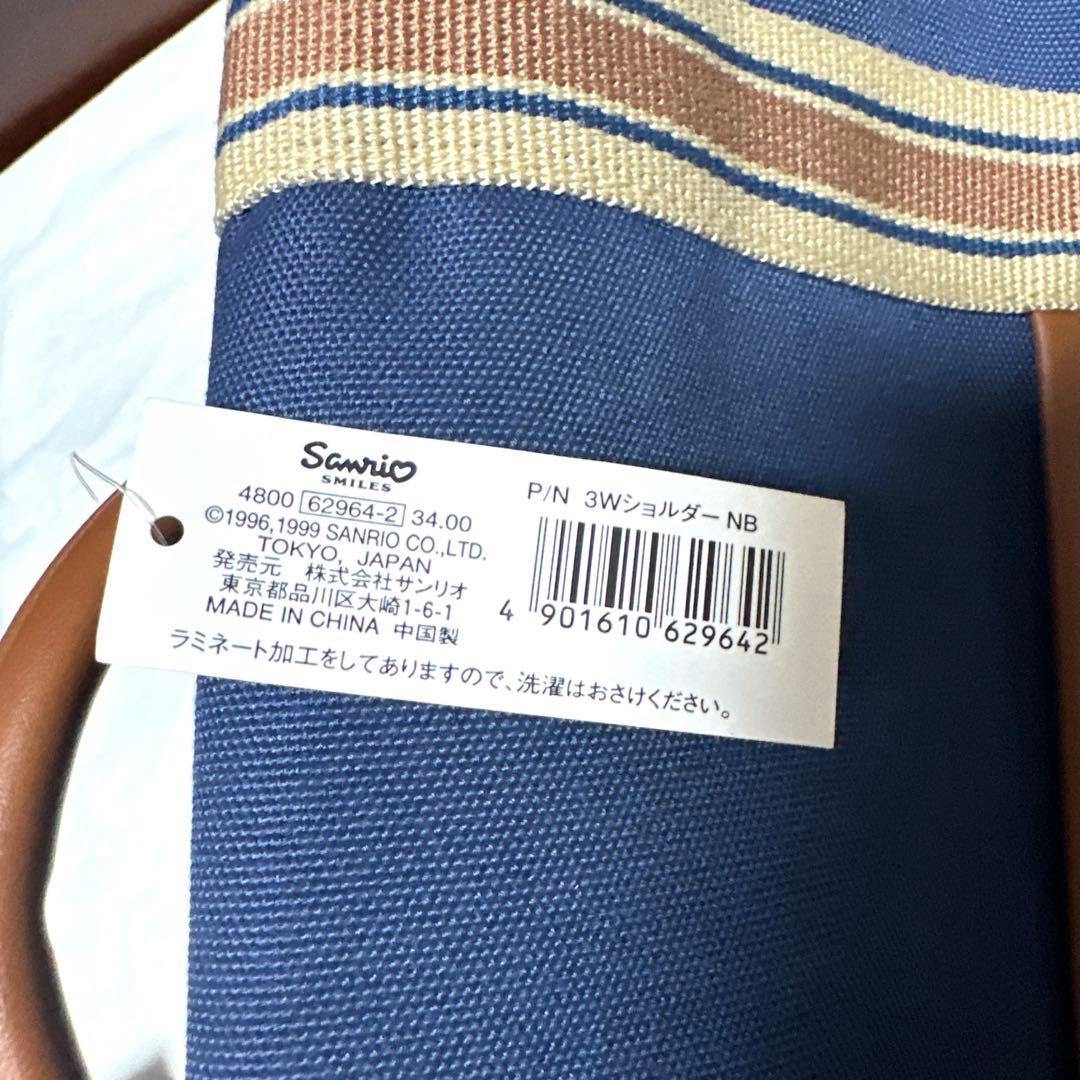 Sanrio
SMILES
4800 62964-2 34.00
©1996,1999 SANRIO CO.,LTD.
TOKYO, JAPAN
発売元 株式会社サンリオ
東京都品川区大崎1-6-1
MADE IN CHINA 中国製
P/N 3Wショルダー NB
4 901610 629642
ラミネート加工をしてありますので、洗濯はおさけください。